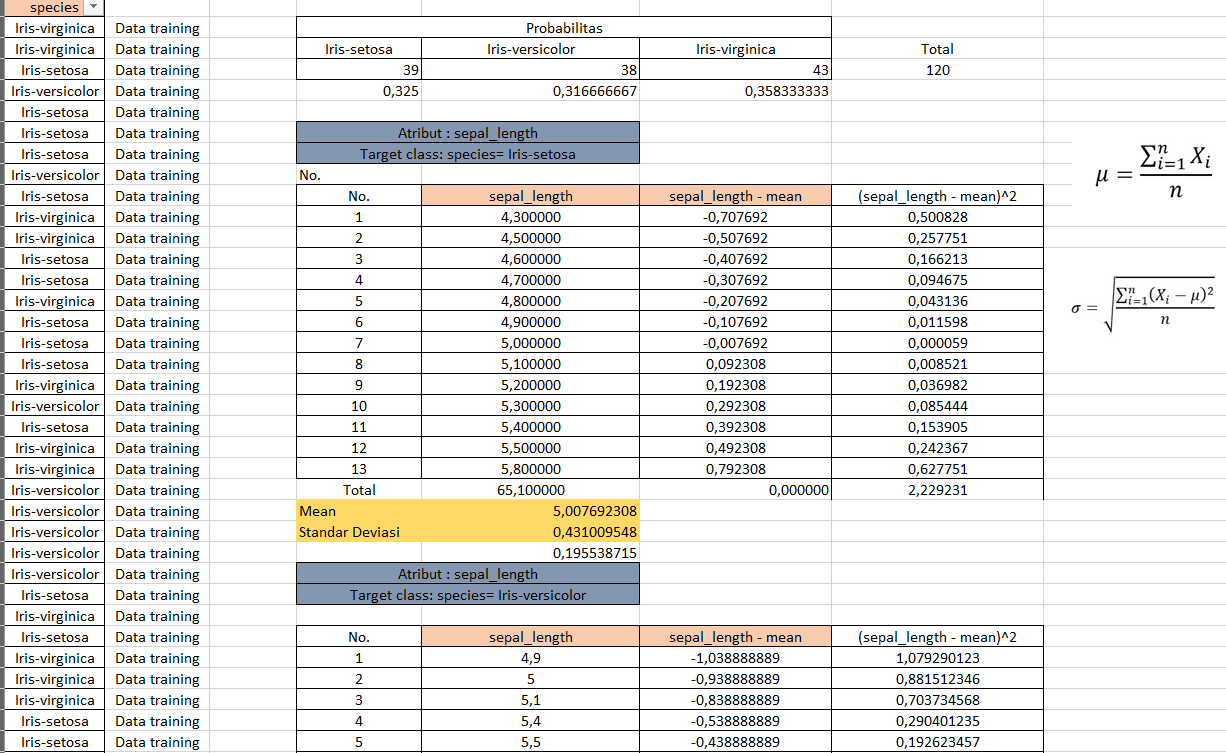 species
Iris-virginica Data training Probabilitas
Iris-virginica Data training Iris-setosa Iris-versicolor Iris-virginica Total
Iris-setosa Data training 39 38 43 120
Iris-versicolor Data training 0,325 0,316666667 0,358333333
Iris-setosa Data training
Iris-setosa Data training Atribut : sepal_length
Iris-setosa Data training Target class: species= Iris-setosa
Iris-versicolor Data training No.
Iris-setosa Data training No. sepal_length sepal_length - mean (sepal_length - mean)^2
Iris-virginica Data training 1 4,300000 -0,707692 0,500828
Iris-virginica Data training 2 4,500000 -0,507692 0,257751
Iris-setosa Data training 3 4,600000 -0,407692 0,166213
Iris-setosa Data training 4 4,700000 -0,307692 0,094675
Iris-virginica Data training 5 4,800000 -0,207692 0,043136
Iris-setosa Data training 6 4,900000 -0,107692 0,011598
Iris-setosa Data training 7 5,000000 -0,007692 0,000059
Iris-setosa Data training 8 5,100000 0,092308 0,008521
Iris-virginica Data training 9 5,200000 0,192308 0,036982
Iris-versicolor Data training 10 5,300000 0,292308 0,085444
Iris-setosa Data training 11 5,400000 0,392308 0,153905
Iris-virginica Data training 12 5,500000 0,492308 0,242367
Iris-virginica Data training 13 5,800000 0,792308 0,627751
Iris-versicolor Data training Total 65,100000 0,000000 2,229231
Iris-versicolor Data training Mean 5,007692308
Iris-versicolor Data training Standar Deviasi 0,431009548
Iris-versicolor Data training 0,195538715
Iris-versicolor Data training Atribut : sepal_length
Iris-setosa Data training Target class: species= Iris-versicolor
Iris-virginica Data training
Iris-setosa Data training No. sepal_length sepal_length - mean (sepal_length - mean)^2
Iris-virginica Data training 1 4,9 -1,038888889 1,079290123
Iris-virginica Data training 2 5 -0,938888889 0,881512346
Iris-virginica Data training 3 5,1 -0,838888889 0,703734568
Iris-setosa Data training 4 5,4 -0,538888889 0,290401235
Iris-setosa Data training 5 5,5 -0,438888889 0,192623457
μ = ∑ⁿᵢ₌₁ Xᵢ / n
σ = √(∑ⁿᵢ₌₁(Xᵢ − μ)² / n)